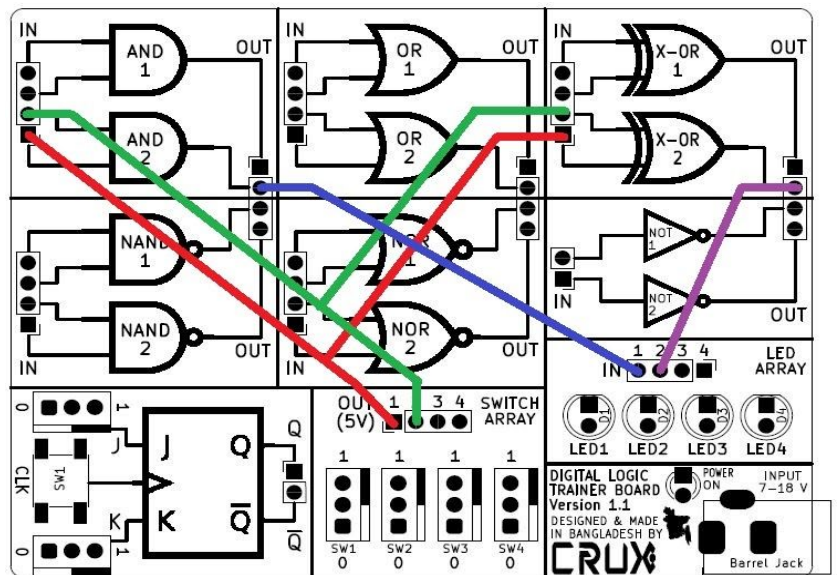 IN
AND
1
OUT
AND
2
IN
OR
1
OUT
OR
2
IN
X-OR
1
OUT
X-OR
2
NAND
1
NAND
2
IN
OUT
NOR
1
NOR
2
IN
OUT
NOT
1
IN
NOT
2
OUT
1 2 3 4
IN
LED
ARRAY
D1
D2
D3
D4
LED1 LED2 LED3 LED4
0
1
J
CLK
SW1
K
0
1
J
K
Q
Q
Q
Q
OUT 1 3 4 SWITCH
(5V) ARRAY
1 1 1 1
SW1 SW2 SW3 SW4
0 0 0 0
DIGITAL LOGIC
TRAINER BOARD
Version 1.1
DESIGNED & MADE
IN BANGLADESH BY
CRUX
POWER
ON
INPUT
7-18 V
Barrel Jack